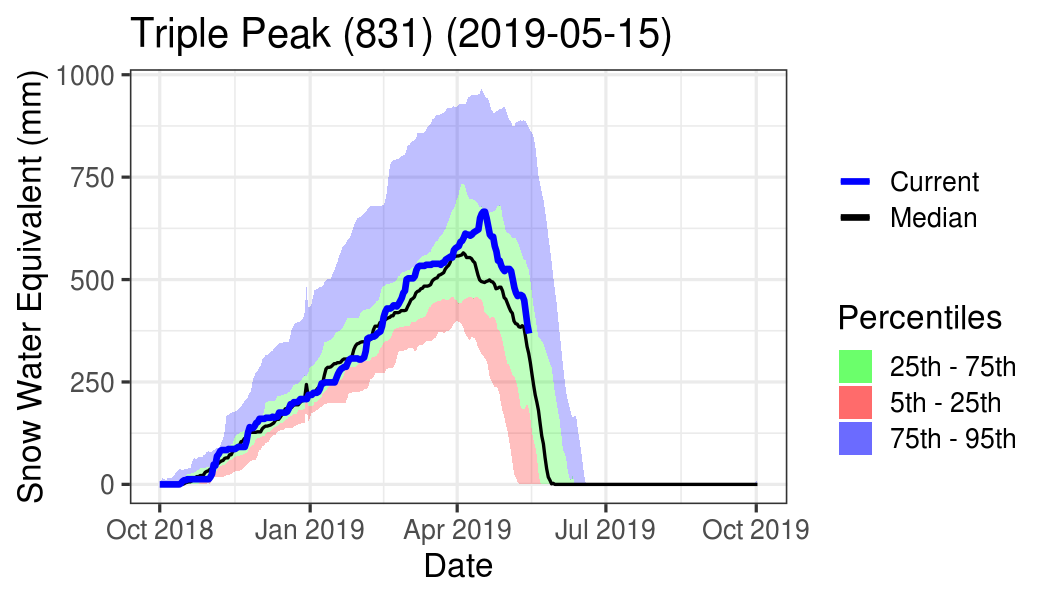 Triple Peak (831) (2019-05-15)
Snow Water Equivalent (mm)
1000
750
500
250
0
Oct 2018
Jan 2019
Apr 2019
Jul 2019
Oct 2019
Date
Current
Median
Percentiles
25th - 75th
5th - 25th
75th - 95th